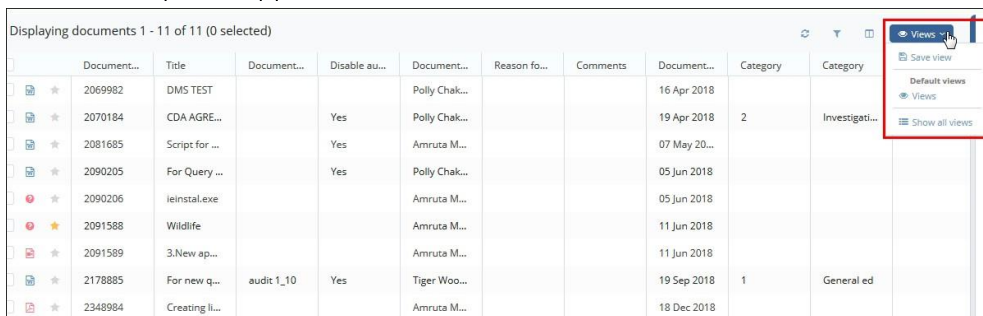 Displaying documents 1 - 11 of 11 (0 selected)
Views
Document... Title Document... Disable au... Document... Reason fo... Comments Document... Category Category
Save view
Default views
Views
Show all views
2069982 DMS TEST Polly Chak... 16 Apr 2018
2070184 CDA AGRE... Yes Polly Chak... 19 Apr 2018 2 Investigati...
2081685 Script for ... Yes Amruta M... 07 May 20...
2090205 For Query ... Yes Polly Chak... 05 Jun 2018
2090206 ieinstal.exe Amruta M... 05 Jun 2018
2091588 Wildlife Amruta M... 11 Jun 2018
2091589 3.New ap... Amruta M... 11 Jun 2018
2178885 For new q... audit 1_10 Yes Tiger Woo... 19 Sep 2018 1 General ed
2348984 Creating li... Amruta M... 18 Dec 2018